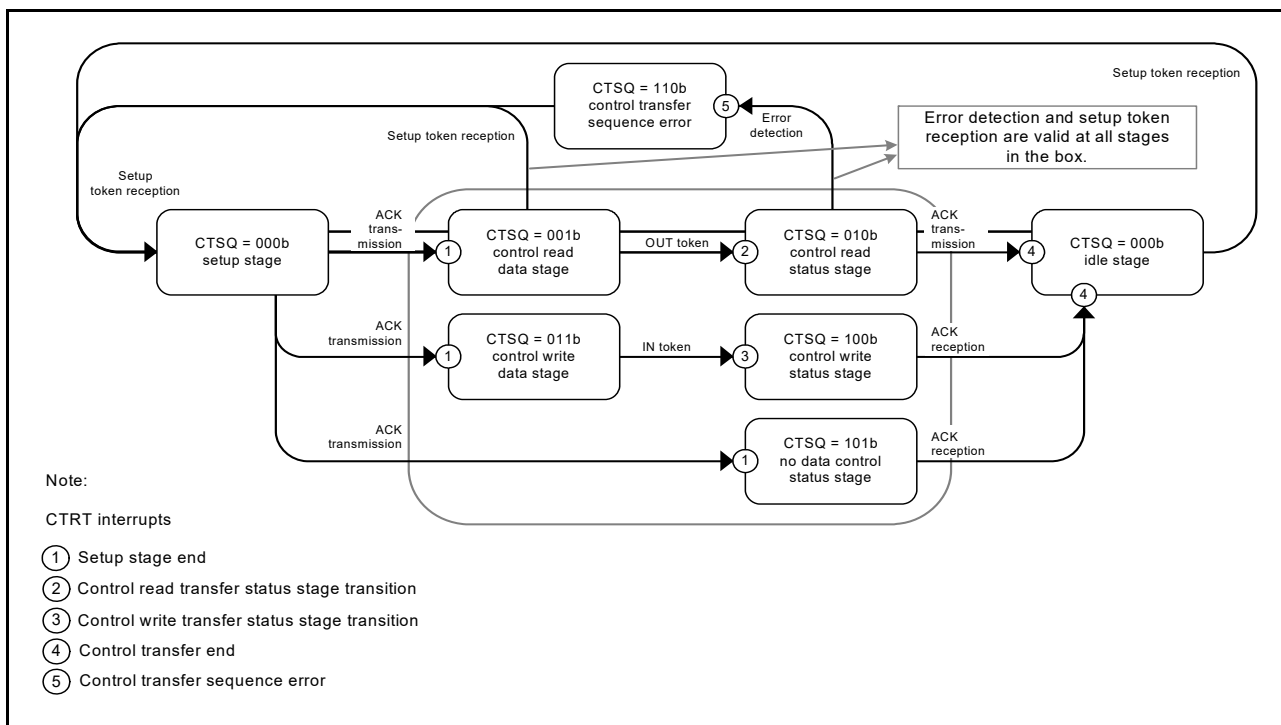 Setup token reception
CTSQ = 110b
control transfer
sequence error
5
Error
detection
Setup token reception
Error detection and setup token
reception are valid at all stages
in the box.
Setup
token reception
CTSQ = 000b
setup stage
ACK
trans-
mission
1
CTSQ = 001b
control read
data stage
OUT token
2
CTSQ = 010b
control read
status stage
ACK
trans-
mission
4
CTSQ = 000b
idle stage
4
ACK
transmission
1
CTSQ = 011b
control write
data stage
IN token
3
CTSQ = 100b
control write
status stage
ACK
reception
ACK
transmission
1
CTSQ = 101b
no data control
status stage
ACK
reception
Note:
CTRT interrupts
1 Setup stage end
2 Control read transfer status stage transition
3 Control write transfer status stage transition
4 Control transfer end
5 Control transfer sequence error